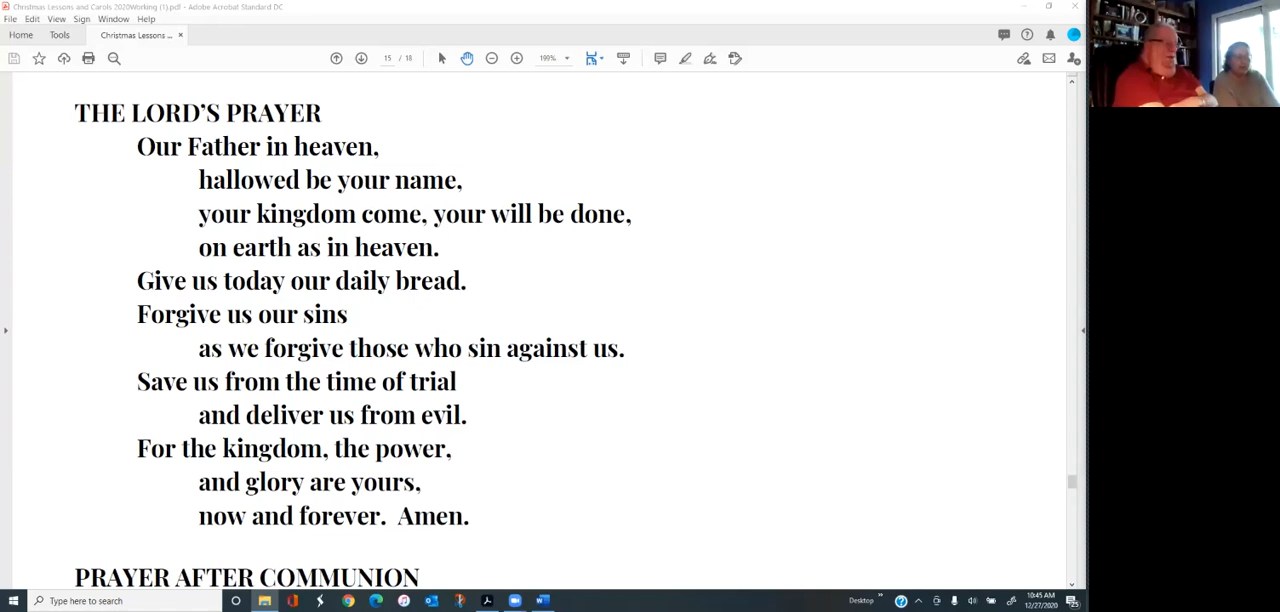 Christmas Lessons and Carols 2020Working (1).pdf - Adobe Acrobat Standard DC
File Edit View Sign Window Help
Home Tools Christmas Lessons ... ×
15 / 18 199%
THE LORD'S PRAYER
Our Father in heaven,
hallowed be your name,
your kingdom come, your will be done,
on earth as in heaven.
Give us today our daily bread.
Forgive us our sins
as we forgive those who sin against us.
Save us from the time of trial
and deliver us from evil.
For the kingdom, the power,
and glory are yours,
now and forever. Amen.
PRAYER AFTER COMMUNION
Type here to search
Desktop
10:45 AM
12/27/2020